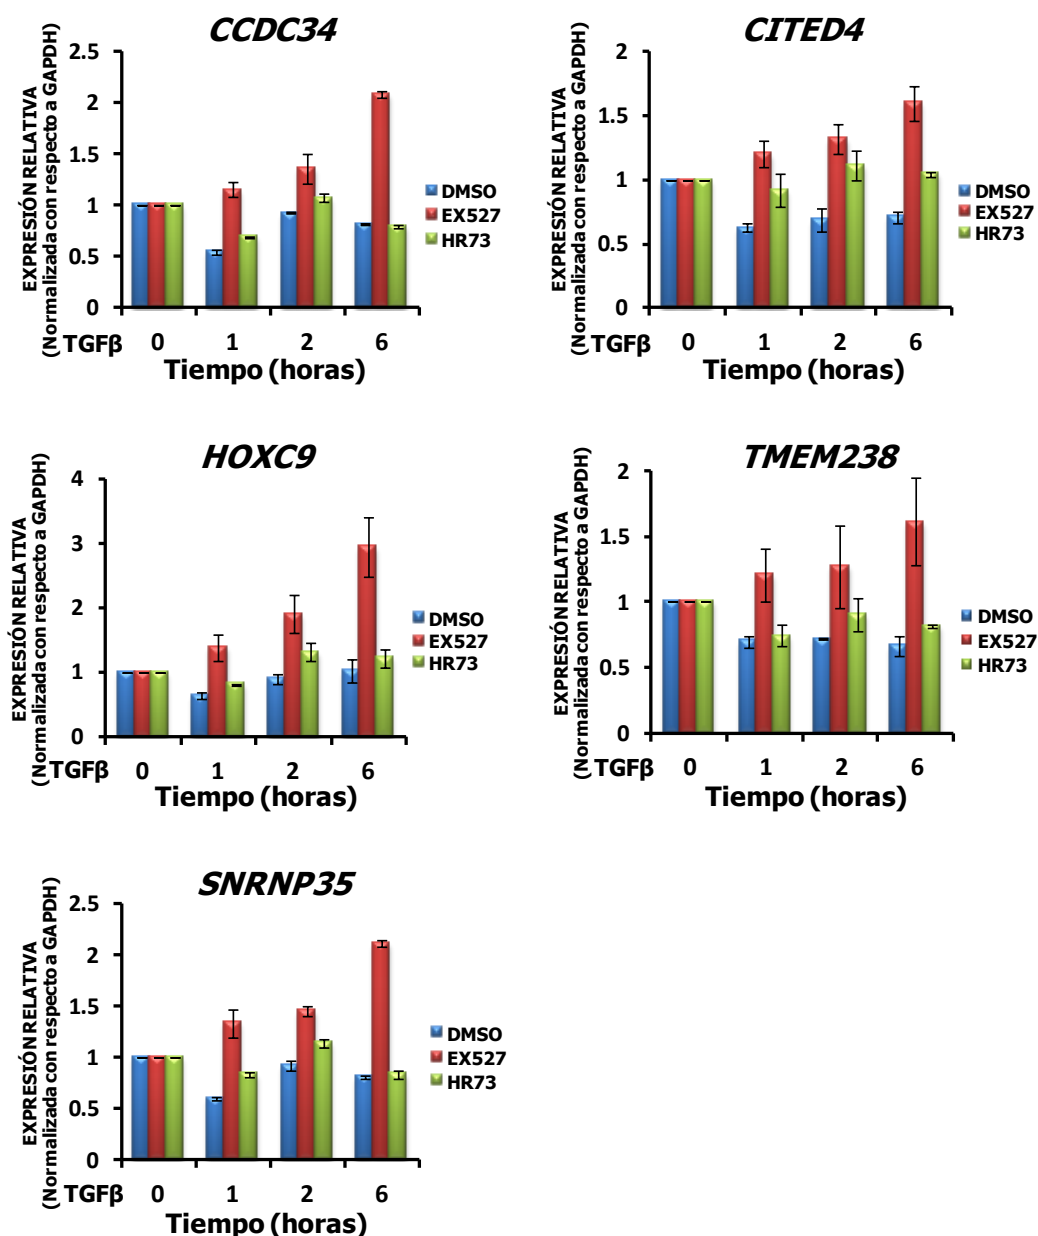 CCDC34
EXPRESIÓN RELATIVA
(Normalizada con respecto a GAPDH)
2.5
2
1.5
1
0.5
0
DMSO
EX527
HR73
TGFβ 0 1 2 6
Tiempo (horas)
CITED4
EXPRESIÓN RELATIVA
(Normalizada con respecto a GAPDH)
2
1.5
1
0.5
0
DMSO
EX527
HR73
TGFβ 0 1 2 6
Tiempo (horas)
HOXC9
EXPRESIÓN RELATIVA
(Normalizada con respecto a GAPDH)
4
3
2
1
0
DMSO
EX527
HR73
TGFβ 0 1 2 6
Tiempo (horas)
TMEM238
EXPRESIÓN RELATIVA
(Normalizada con respecto a GAPDH)
2
1.5
1
0.5
0
DMSO
EX527
HR73
TGFβ 0 1 2 6
Tiempo (horas)
SNRNP35
EXPRESIÓN RELATIVA
(Normalizada con respecto a GAPDH)
2.5
2
1.5
1
0.5
0
DMSO
EX527
HR73
TGFβ 0 1 2 6
Tiempo (horas)